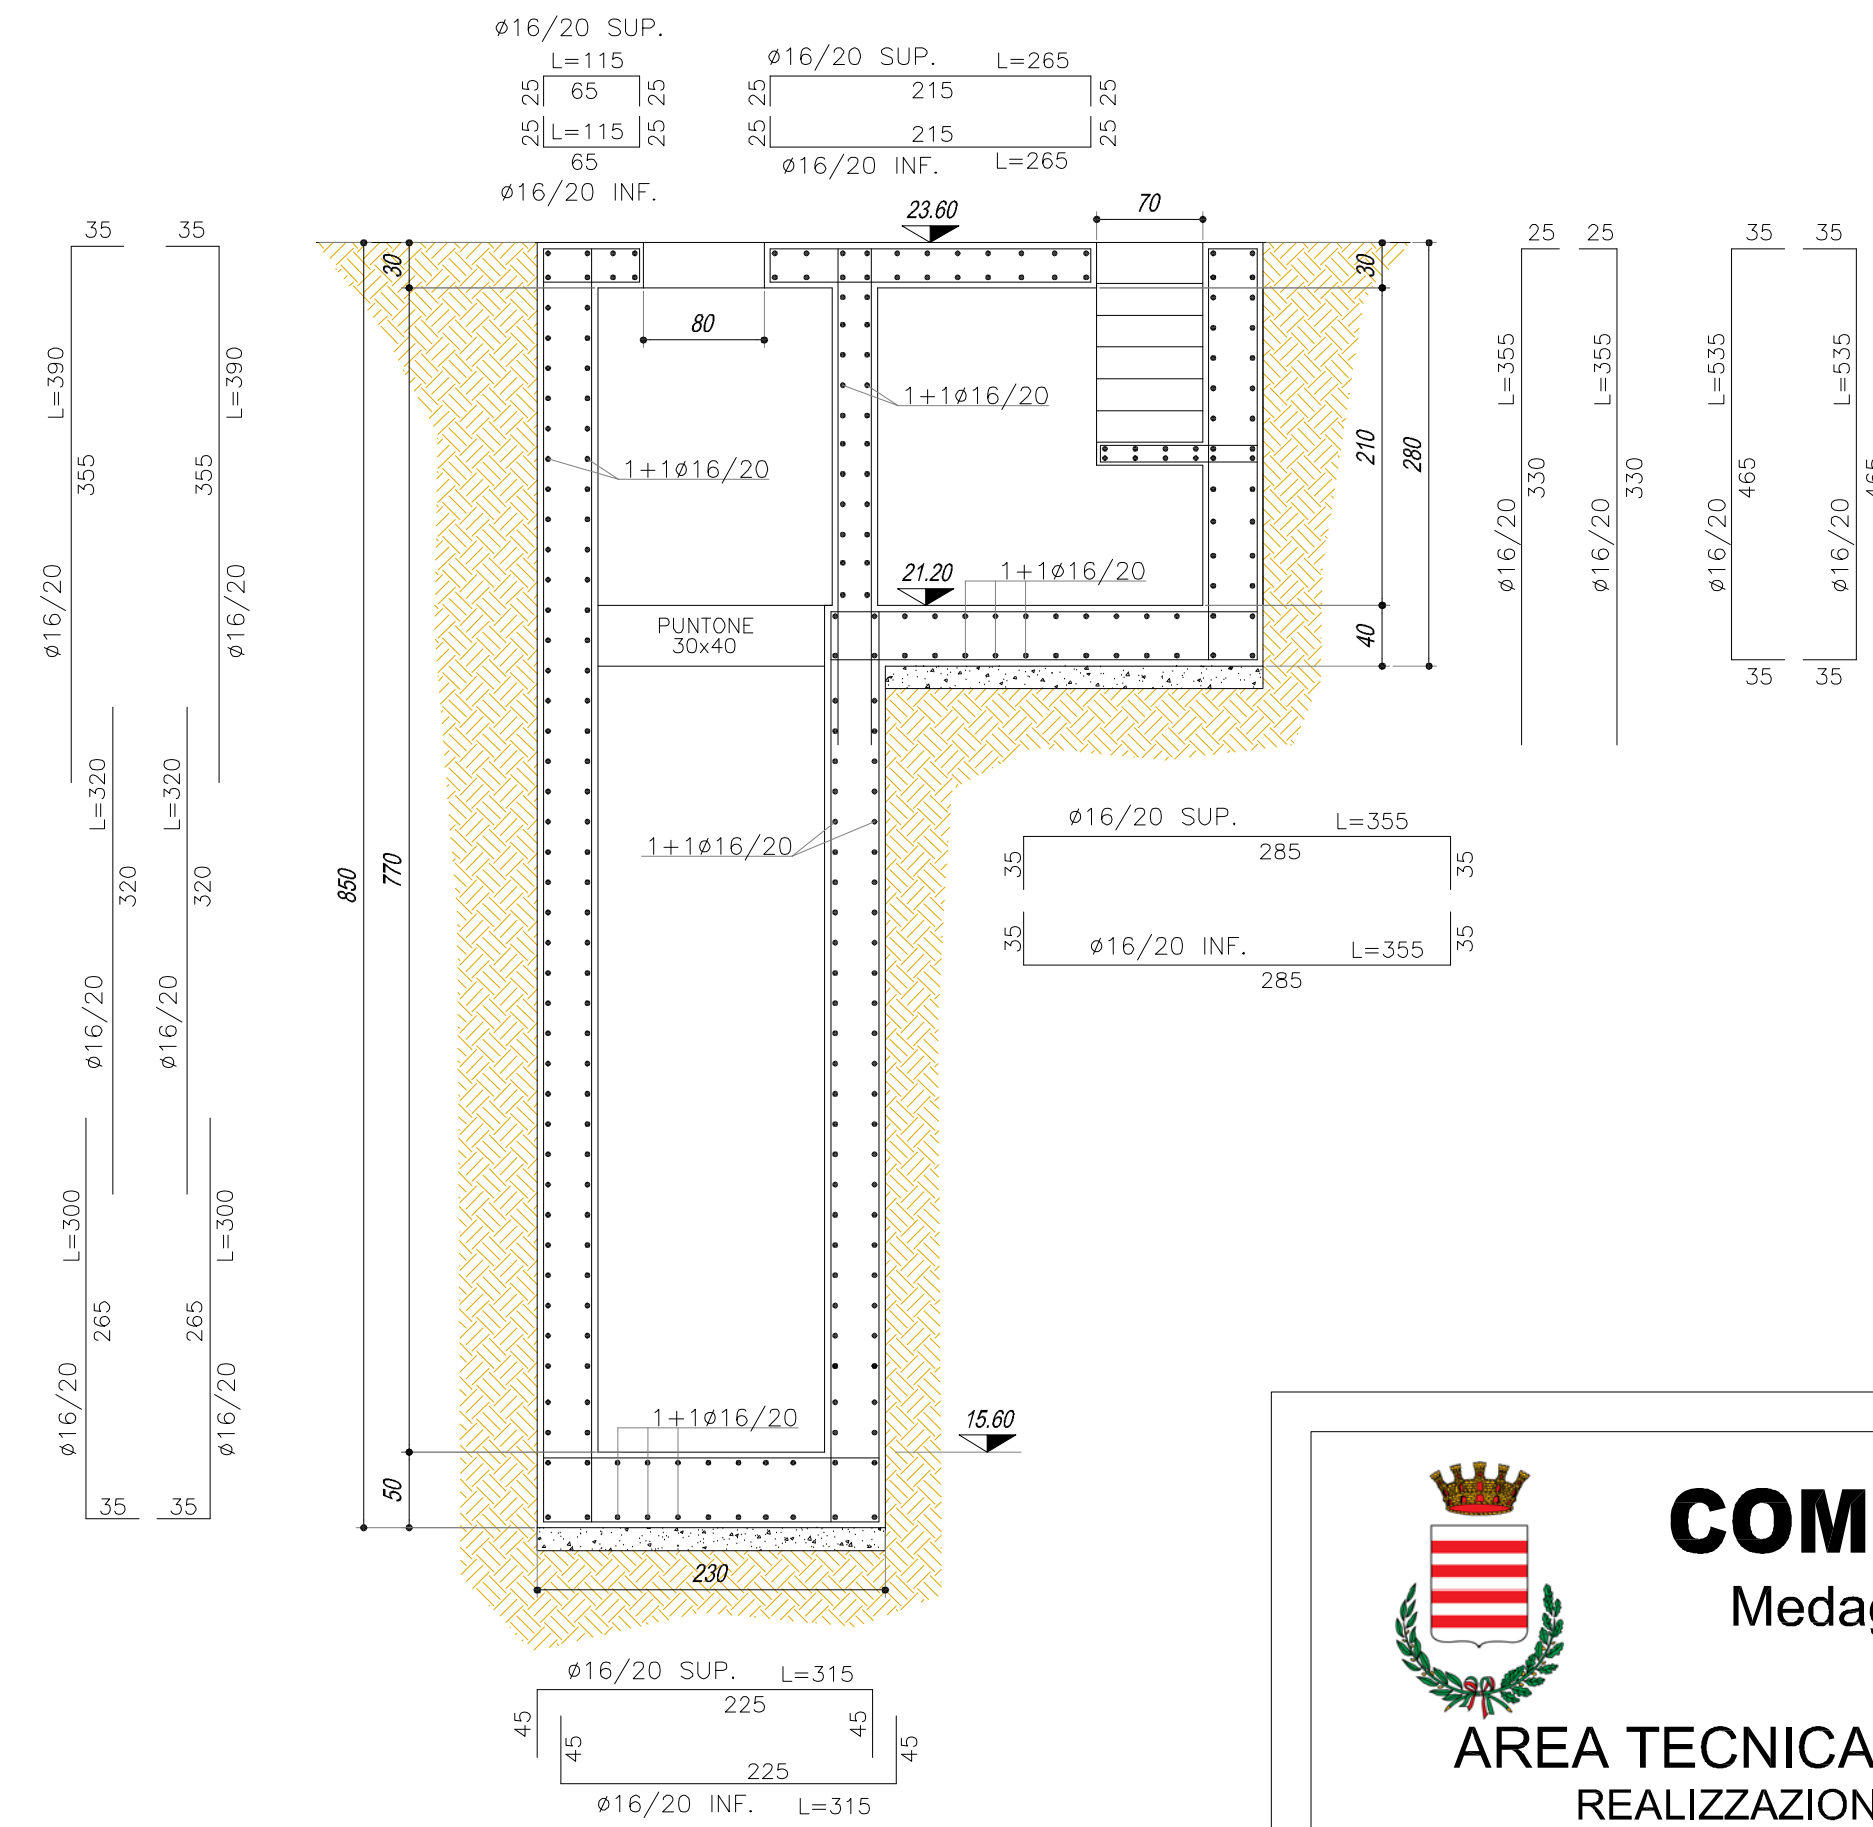 ø16/20 SUP.
L=115
25 65 25
25 L=115 25
65
ø16/20 INF.
ø16/20 SUP. L=265
25 215 25
25 215 25
ø16/20 INF. L=265
23.60
70
35 35
L=390 L=390
355 355
ø16/20 ø16/20
30
80
1+1ø16/20
1+1ø16/20
30
210
280
25 25
L=355 L=355
330 330
ø16/20 ø16/20
35 35
L=535 L=535
465 465
ø16/20 ø16/20
35 35
21.20
1+1ø16/20
PUNTONE
30x40
40
L=320 L=320
320 320
ø16/20 ø16/20
850
770
1+1ø16/20
ø16/20 SUP. L=355
35 285 35
35 ø16/20 INF. L=355 35
285
L=300 L=300
265 265
ø16/20 ø16/20
35 35
1+1ø16/20
15.60
50
230
ø16/20 SUP. L=315
225
45 45
45 45
225
ø16/20 INF. L=315
COM
Medag
AREA TECNICA
REALIZZAZION